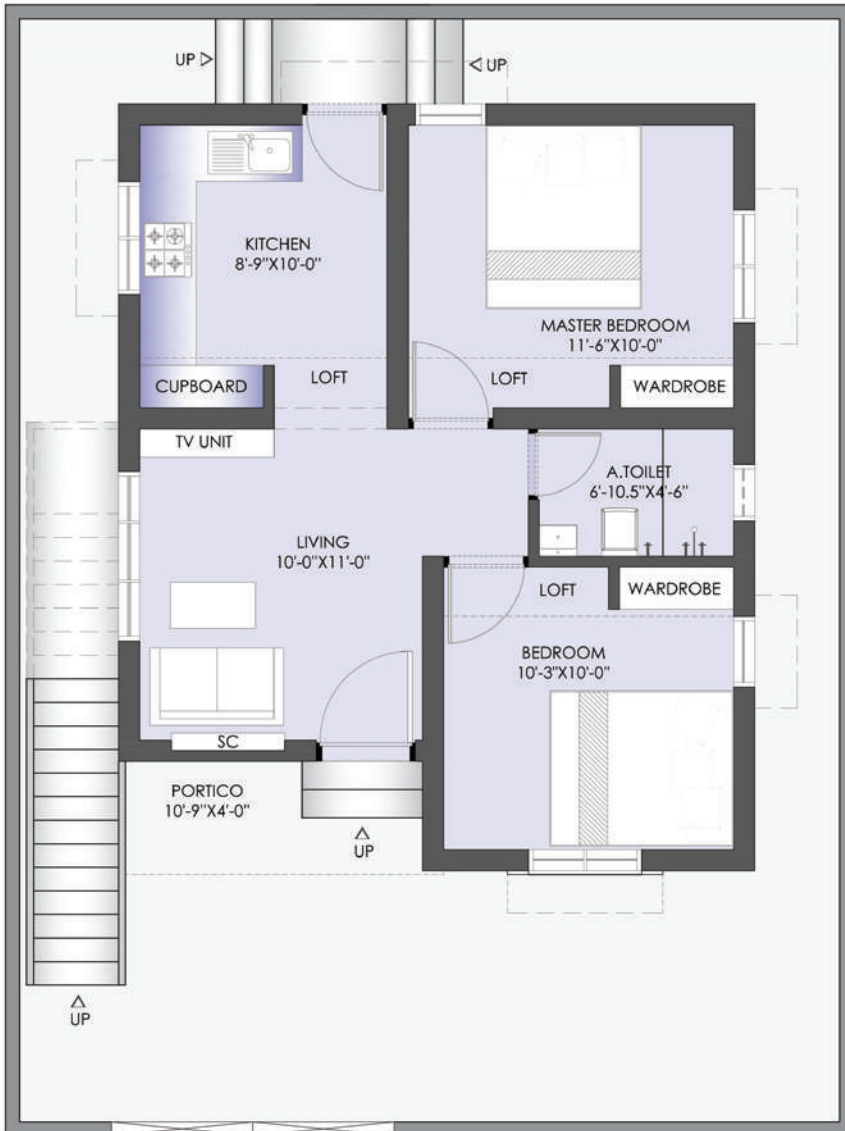 UP
UP
KITCHEN
8'-9"X10'-0"
MASTER BEDROOM
11'-6"X10'-0"
CUPBOARD
LOFT
LOFT
WARDROBE
TV UNIT
A.TOILET
6'-10.5"X4'-6"
LIVING
10'-0"X11'-0"
LOFT
WARDROBE
BEDROOM
10'-3"X10'-0"
SC
PORTICO
10'-9"X4'-0"
UP
UP